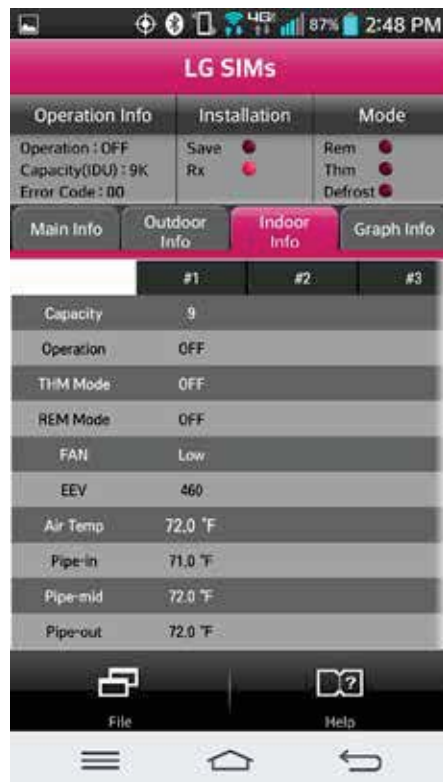 4G 87% 2:48 PM
LG SIMs
Operation Info Installation Mode
Operation : OFF Save Rem
Capacity(IDU) : 9K Rx Thm
Error Code : 00 Defrost
Main Info Outdoor Info Indoor Info Graph Info
#1 #2 #3
Capacity 9
Operation OFF
THM Mode OFF
REM Mode OFF
FAN Low
EEV 460
Air Temp 72.0 °F
Pipe-in 71.0 °F
Pipe-mid 72.0 °F
Pipe-out 72.0 °F
File Help